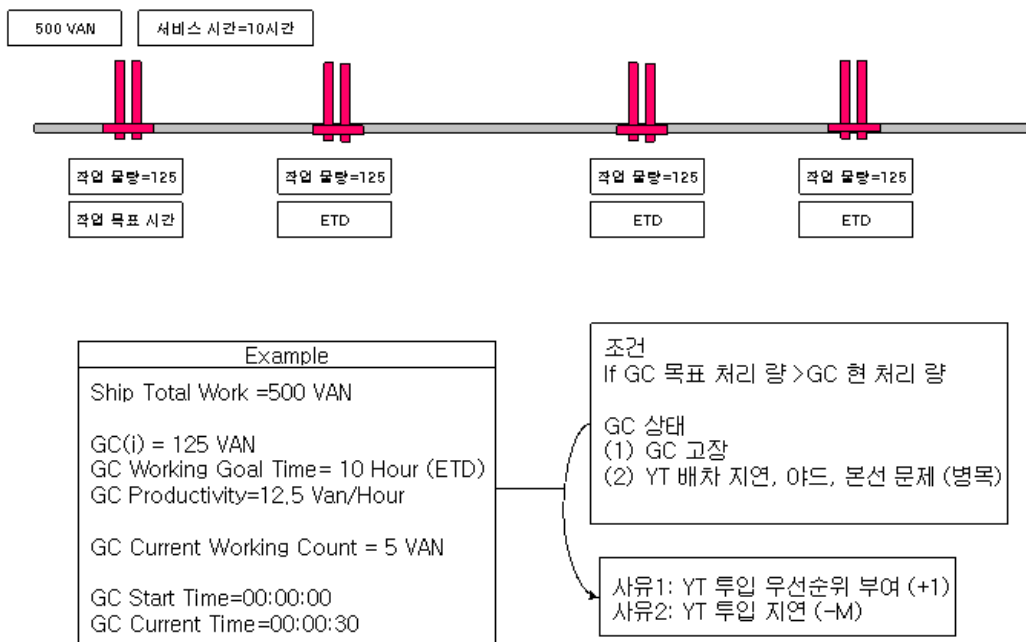 500 VAN
서비스 시간=10시간
작업 물량=125
작업 물량=125
작업 물량=125
작업 물량=125
작업 목표 시간
ETD
ETD
ETD
Example
Ship Total Work =500 VAN
GC(i) = 125 VAN
GC Working Goal Time= 10 Hour (ETD)
GC Productivity=12,5 Van/Hour
GC Current Working Count = 5 VAN
GC Start Time=00:00:00
GC Current Time=00:00:30
조건
If GC 목표 처리 량 >GC 현 처리 량
GC 상태
(1) GC 고장
(2) YT 배차 지연, 야드, 본선 문제 (병목)
사유1: YT 투입 우선순위 부여 (+1)
사유2: YT 투입 지연 (-M)